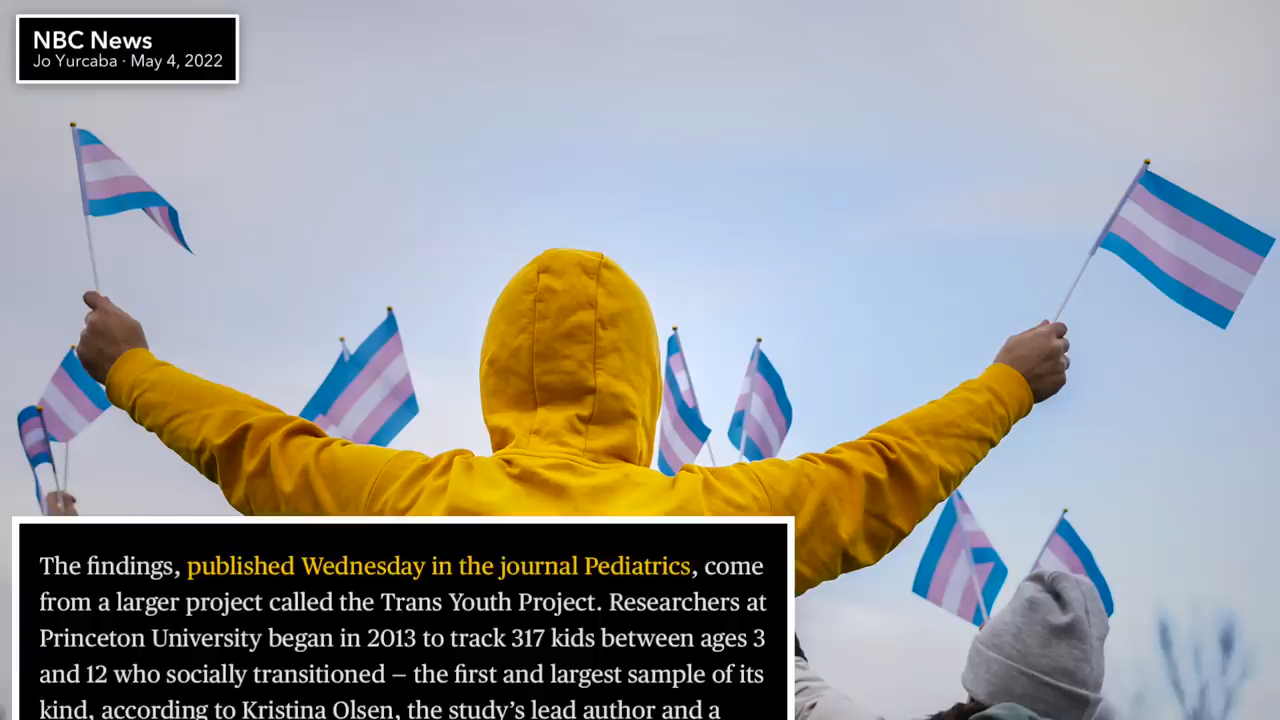 NBC News
Jo Yurcaba · May 4, 2022
The findings, published Wednesday in the journal Pediatrics, come
from a larger project called the Trans Youth Project. Researchers at
Princeton University began in 2013 to track 317 kids between ages 3
and 12 who socially transitioned – the first and largest sample of its
kind, according to Kristina Olsen, the study’s lead author and a